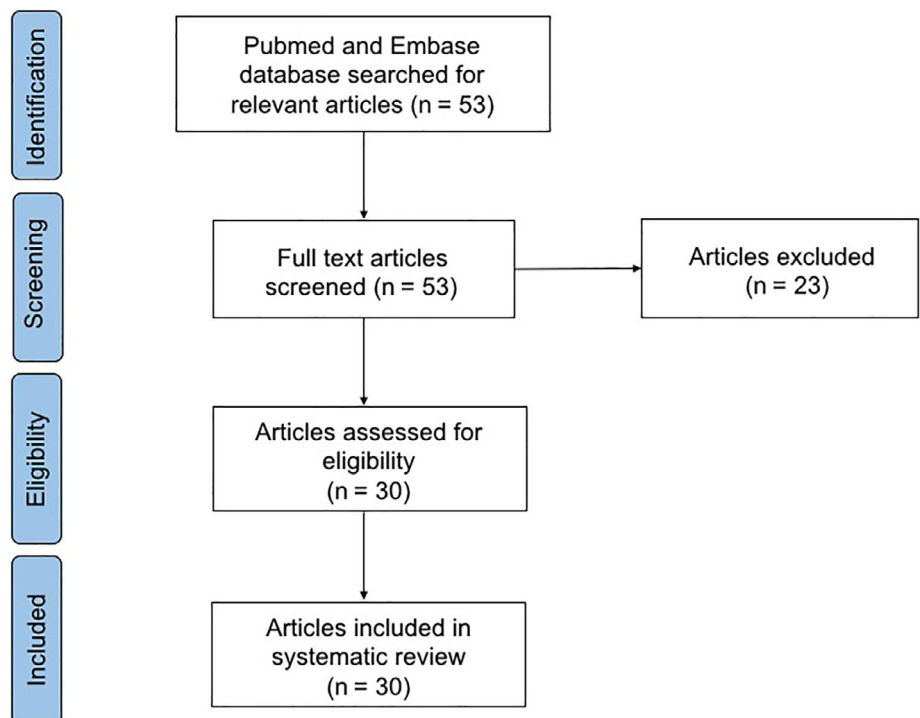 Identification
Pubmed and Embase
database searched for
relevant articles (n = 53)
Screening
Full text articles
screened (n = 53)
Articles excluded
(n = 23)
Eligibility
Articles assessed for
eligibility
(n = 30)
Included
Articles included in
systematic review
(n = 30)